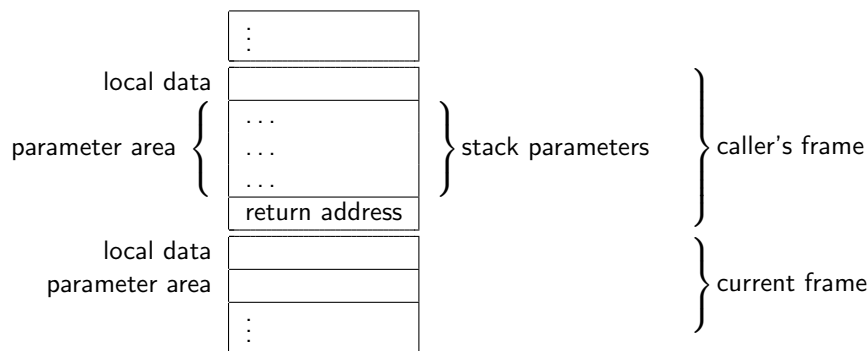 ⋮
local data
parameter area
. . .
. . .
. . .
stack parameters
caller's frame
return address
local data
parameter area
current frame
⋮